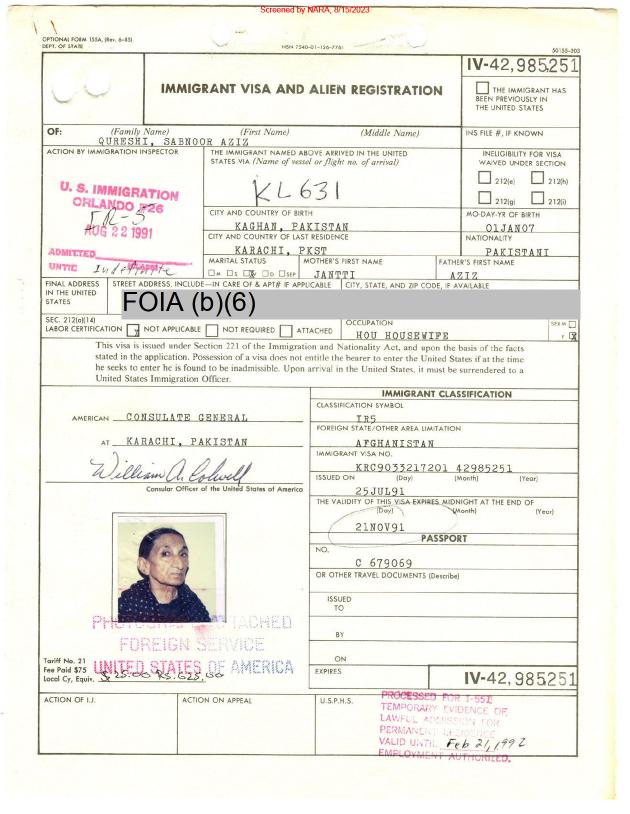 Screened by NARA, 8/15/2023
OPTIONAL FORM 155A, (Rev. 6-85)
DEPT. OF STATE
NSN 7540-01-126-7761
50155-303
IMMIGRANT VISA AND ALIEN REGISTRATION
IV-42,985,251
THE IMMIGRANT HAS
BEEN PREVIOUSLY IN
THE UNITED STATES
OF: (Family Name) (First Name) (Middle Name)
QURESHI, SABNOOR AZIZ
INS FILE #, IF KNOWN
ACTION BY IMMIGRATION INSPECTOR
U. S. IMMIGRATION
ORLANDO #26
IR-5
AUG 22 1991
ADMITTED
UNTIL Indefinite
THE IMMIGRANT NAMED ABOVE ARRIVED IN THE UNITED
STATES VIA (Name of vessel or flight no. of arrival)
KL631
INELIGIBILITY FOR VISA
WAIVED UNDER SECTION
212(e) 212(h)
212(g) 212(i)
CITY AND COUNTRY OF BIRTH
KAGHAN, PAKISTAN
MO-DAY-YR OF BIRTH
01JAN07
CITY AND COUNTRY OF LAST RESIDENCE
KARACHI, PKST
NATIONALITY
PAKISTANI
MARITAL STATUS
M S W D SEP
MOTHER'S FIRST NAME
JANTTI
FATHER'S FIRST NAME
AZIZ
FINAL ADDRESS
IN THE UNITED
STATES
STREET ADDRESS, INCLUDE—IN CARE OF & APT# IF APPLICABLE
CITY, STATE, AND ZIP CODE, IF AVAILABLE
FOIA (b)(6)
SEC. 212(a)(14)
LABOR CERTIFICATION
NOT APPLICABLE NOT REQUIRED ATTACHED
OCCUPATION
HOU HOUSEWIFE
SEX M
F
This visa is issued under Section 221 of the Immigration and Nationality Act, and upon the basis of the facts
stated in the application. Possession of a visa does not entitle the bearer to enter the United States if at the time
he seeks to enter he is found to be inadmissible. Upon arrival in the United States, it must be surrendered to a
United States Immigration Officer.
AMERICAN CONSULATE GENERAL
AT KARACHI, PAKISTAN
William A. Colwell
Consular Officer of the United States of America
IMMIGRANT CLASSIFICATION
CLASSIFICATION SYMBOL
IR5
FOREIGN STATE/OTHER AREA LIMITATION
AFGHANISTAN
IMMIGRANT VISA NO.
KRC9033217201 42985251
ISSUED ON (Day) (Month) (Year)
25JUL91
THE VALIDITY OF THIS VISA EXPIRES MIDNIGHT AT THE END OF
(Day) (Month) (Year)
21NOV91
PASSPORT
NO.
C 679069
OR OTHER TRAVEL DOCUMENTS (Describe)
ISSUED
TO
BY
ON
EXPIRES
IV-42,985,251
PHOTOGRAPH ATTACHED
FOREIGN SERVICE
UNITED STATES OF AMERICA
Tariff No. 21
Fee Paid $75
Local Cy, Equiv.
ACTION OF I.J.
ACTION ON APPEAL
U.S.P.H.S.
PROCESSED FOR I-551
TEMPORARY EVIDENCE OF
LAWFUL ADMISSION FOR
PERMANENT RESIDENCE
VALID UNTIL Feb 21, 1992
EMPLOYMENT AUTHORIZED.